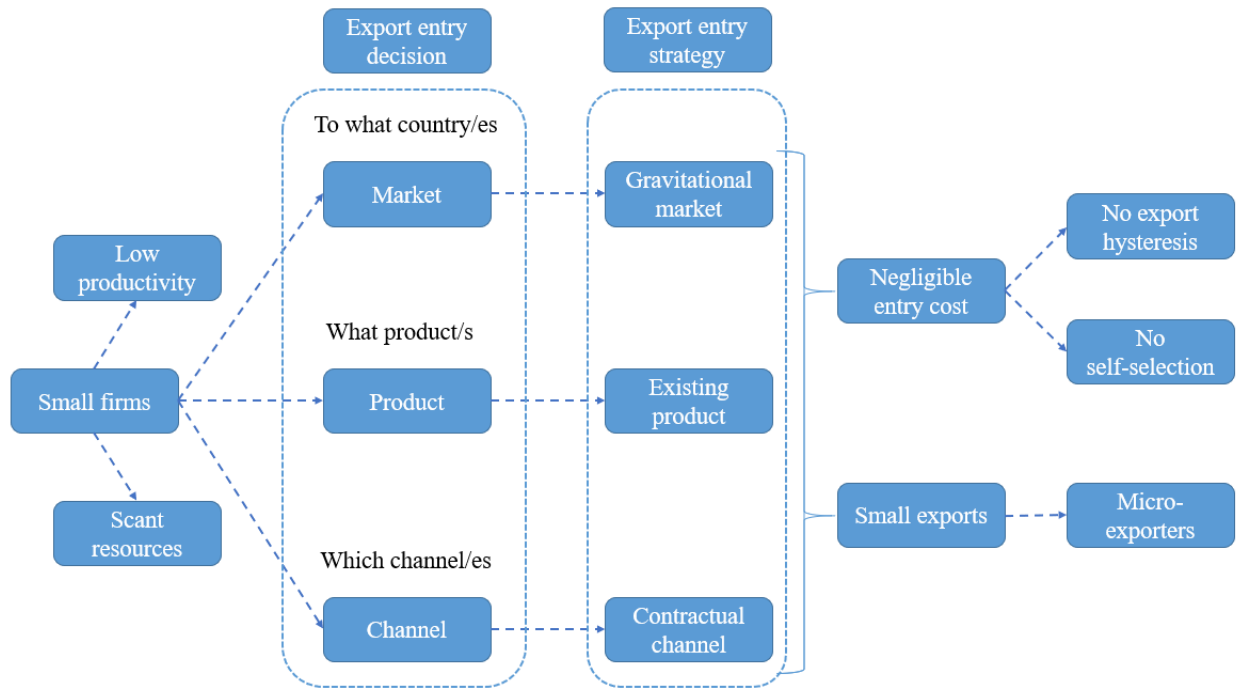 Export entry
decision
Export entry
strategy
To what country/es
Market
Gravitational
market
No export
hysteresis
Low
productivity
Negligible
entry cost
What product/s
No
self-selection
Small firms
Product
Existing
product
Scant
resources
Small exports
Micro-
exporters
Which channel/es
Channel
Contractual
channel